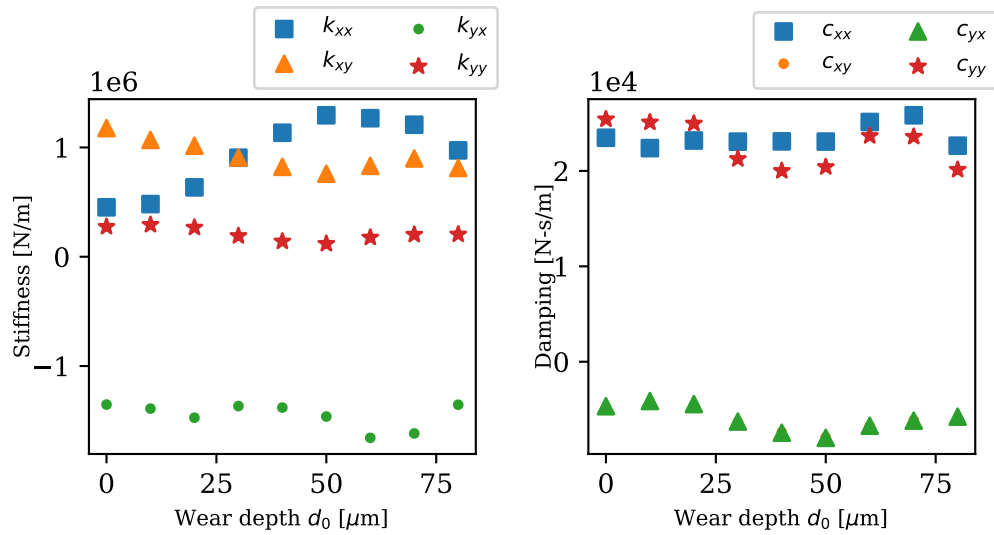 k_xx k_yx
k_xy k_yy
1e6
1
0
−1
Stiffness [N/m]
0 25 50 75
Wear depth d_0 [μm]
c_xx c_yx
c_xy c_yy
1e4
2
1
0
Damping [N-s/m]
0 25 50 75
Wear depth d_0 [μm]